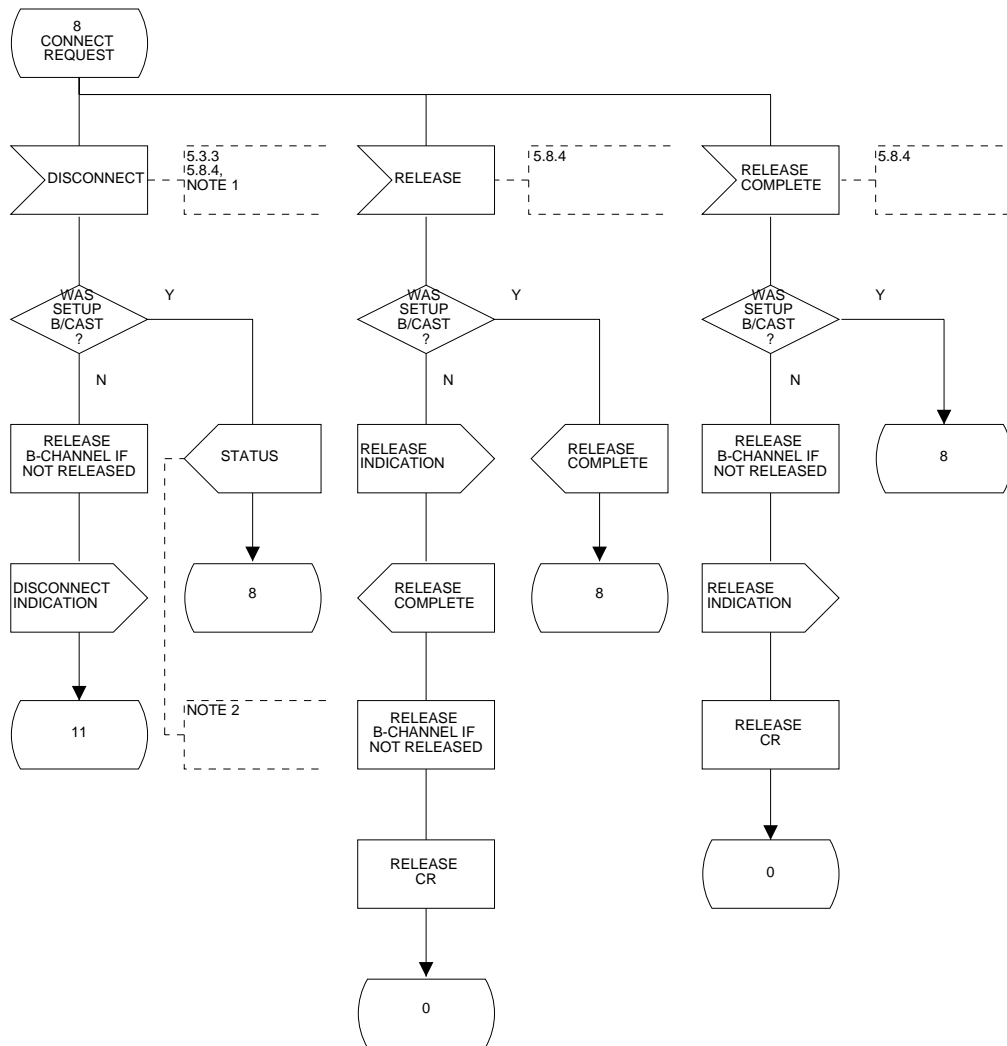 8
CONNECT
REQUEST
DISCONNECT
5.3.3
5.8.4,
NOTE 1
RELEASE
5.8.4
RELEASE
COMPLETE
5.8.4
WAS
SETUP
B/CAST
?
Y
N
WAS
SETUP
B/CAST
?
Y
N
WAS
SETUP
B/CAST
?
Y
N
RELEASE
B-CHANNEL IF
NOT RELEASED
STATUS
RELEASE
INDICATION
RELEASE
COMPLETE
RELEASE
B-CHANNEL IF
NOT RELEASED
8
DISCONNECT
INDICATION
8
RELEASE
COMPLETE
8
RELEASE
INDICATION
11
NOTE 2
RELEASE
B-CHANNEL IF
NOT RELEASED
RELEASE
CR
RELEASE
CR
0
0